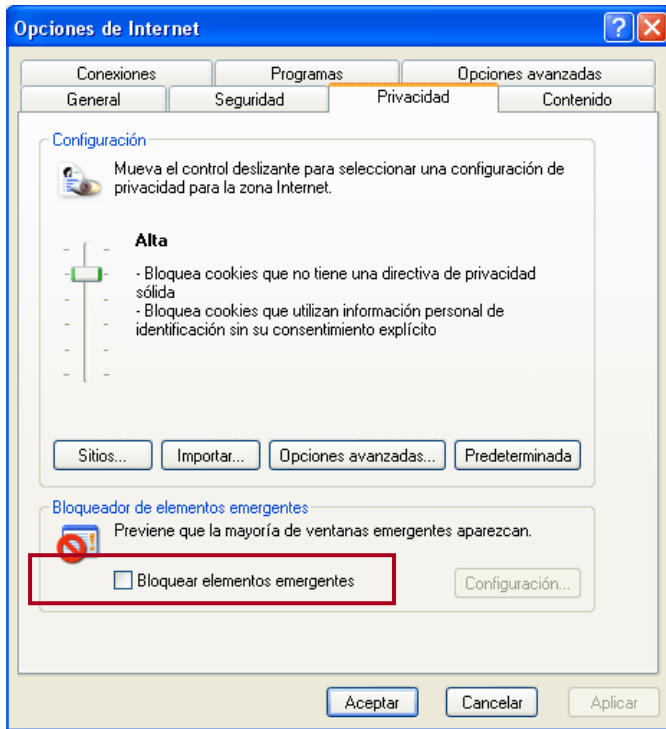 Opciones de Internet
Conexiones Programas Opciones avanzadas
General Seguridad Privacidad Contenido
Configuración
Mueva el control deslizante para seleccionar una configuración de
privacidad para la zona Internet.
Alta
- Bloquea cookies que no tiene una directiva de privacidad
sólida
- Bloquea cookies que utilizan información personal de
identificación sin su consentimiento explícito
Sitios... Importar... Opciones avanzadas... Predeterminada
Bloqueador de elementos emergentes
Previene que la mayoría de ventanas emergentes aparezcan.
Bloquear elementos emergentes Configuración...
Aceptar Cancelar Aplicar